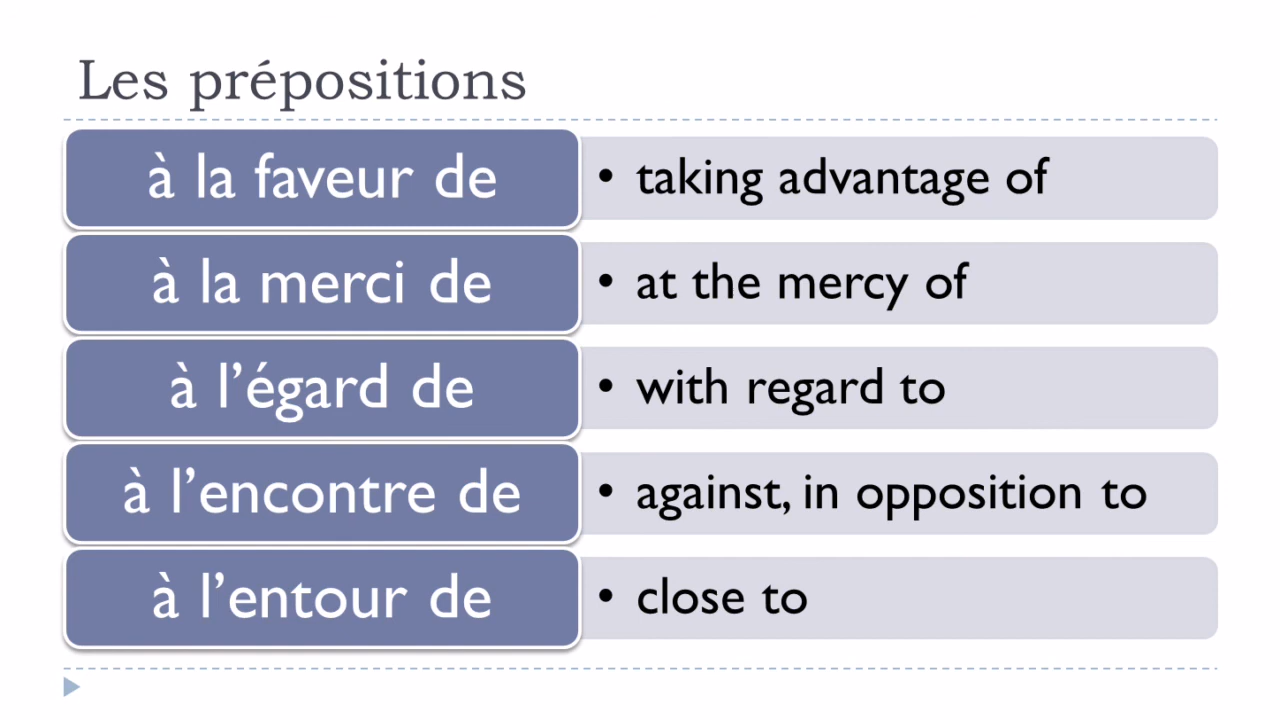 Les prépositions
à la faveur de
• taking advantage of
à la merci de
• at the mercy of
à l’égard de
• with regard to
à l’encontre de
• against, in opposition to
à l’entour de
• close to